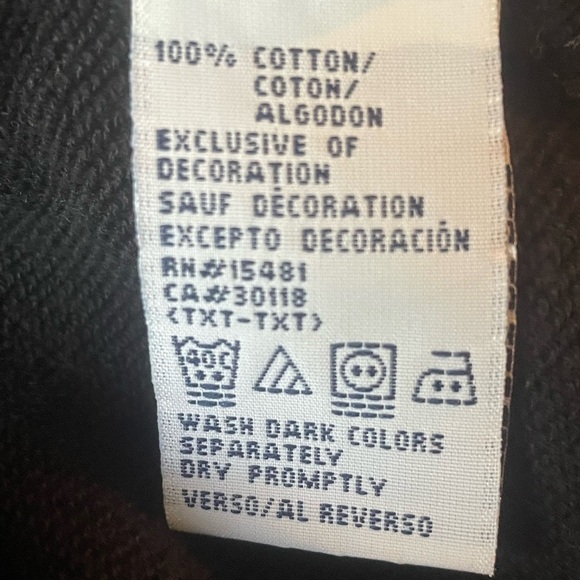 100% COTTON/
COTON/
ALGODON
EXCLUSIVE OF
DECORATION
SAUF DÉCORATION
EXCEPTO DECORACIÓN
RN#15481
CA#30118
<TXT-TXT>
40C
WASH DARK COLORS
SEPARATELY
DRY PROMPTLY
VERSO/AL REVERSO